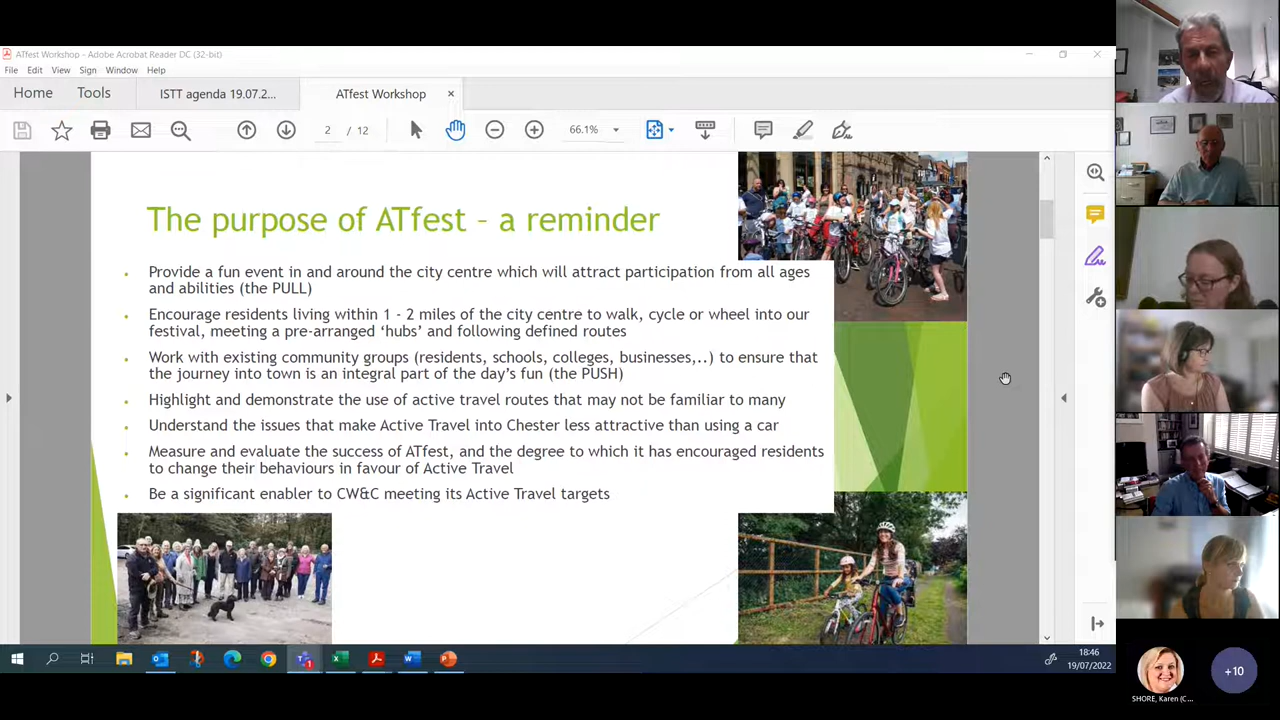 ATfest Workshop - Adobe Acrobat Reader DC (32-bit)
File Edit View Sign Window Help
Home Tools ISTT agenda 19.07.2... ATfest Workshop ×
2 / 12 66.1%
The purpose of ATfest – a reminder
• Provide a fun event in and around the city centre which will attract participation from all ages
and abilities (the PULL)
• Encourage residents living within 1 - 2 miles of the city centre to walk, cycle or wheel into our
festival, meeting a pre-arranged ‘hubs’ and following defined routes
• Work with existing community groups (residents, schools, colleges, businesses,..) to ensure that
the journey into town is an integral part of the day’s fun (the PUSH)
• Highlight and demonstrate the use of active travel routes that may not be familiar to many
• Understand the issues that make Active Travel into Chester less attractive than using a car
• Measure and evaluate the success of ATfest, and the degree to which it has encouraged residents
to change their behaviours in favour of Active Travel
• Be a significant enabler to CW&C meeting its Active Travel targets
18:46
19/07/2022
+10
SHORE, Karen (C...